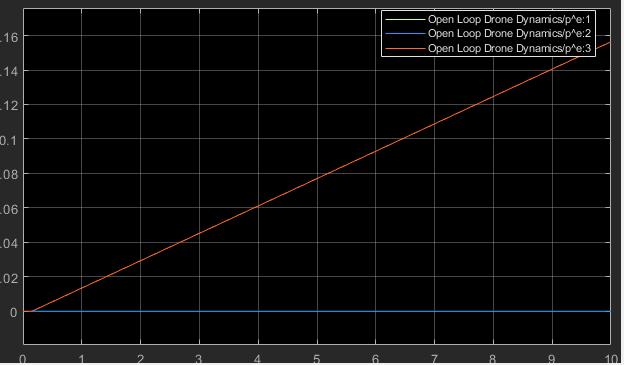 Open Loop Drone Dynamics/p^e:1
Open Loop Drone Dynamics/p^e:2
Open Loop Drone Dynamics/p^e:3
.16
.14
.12
0.1
.08
.06
.04
.02
0
0 1 2 3 4 5 6 7 8 9 10